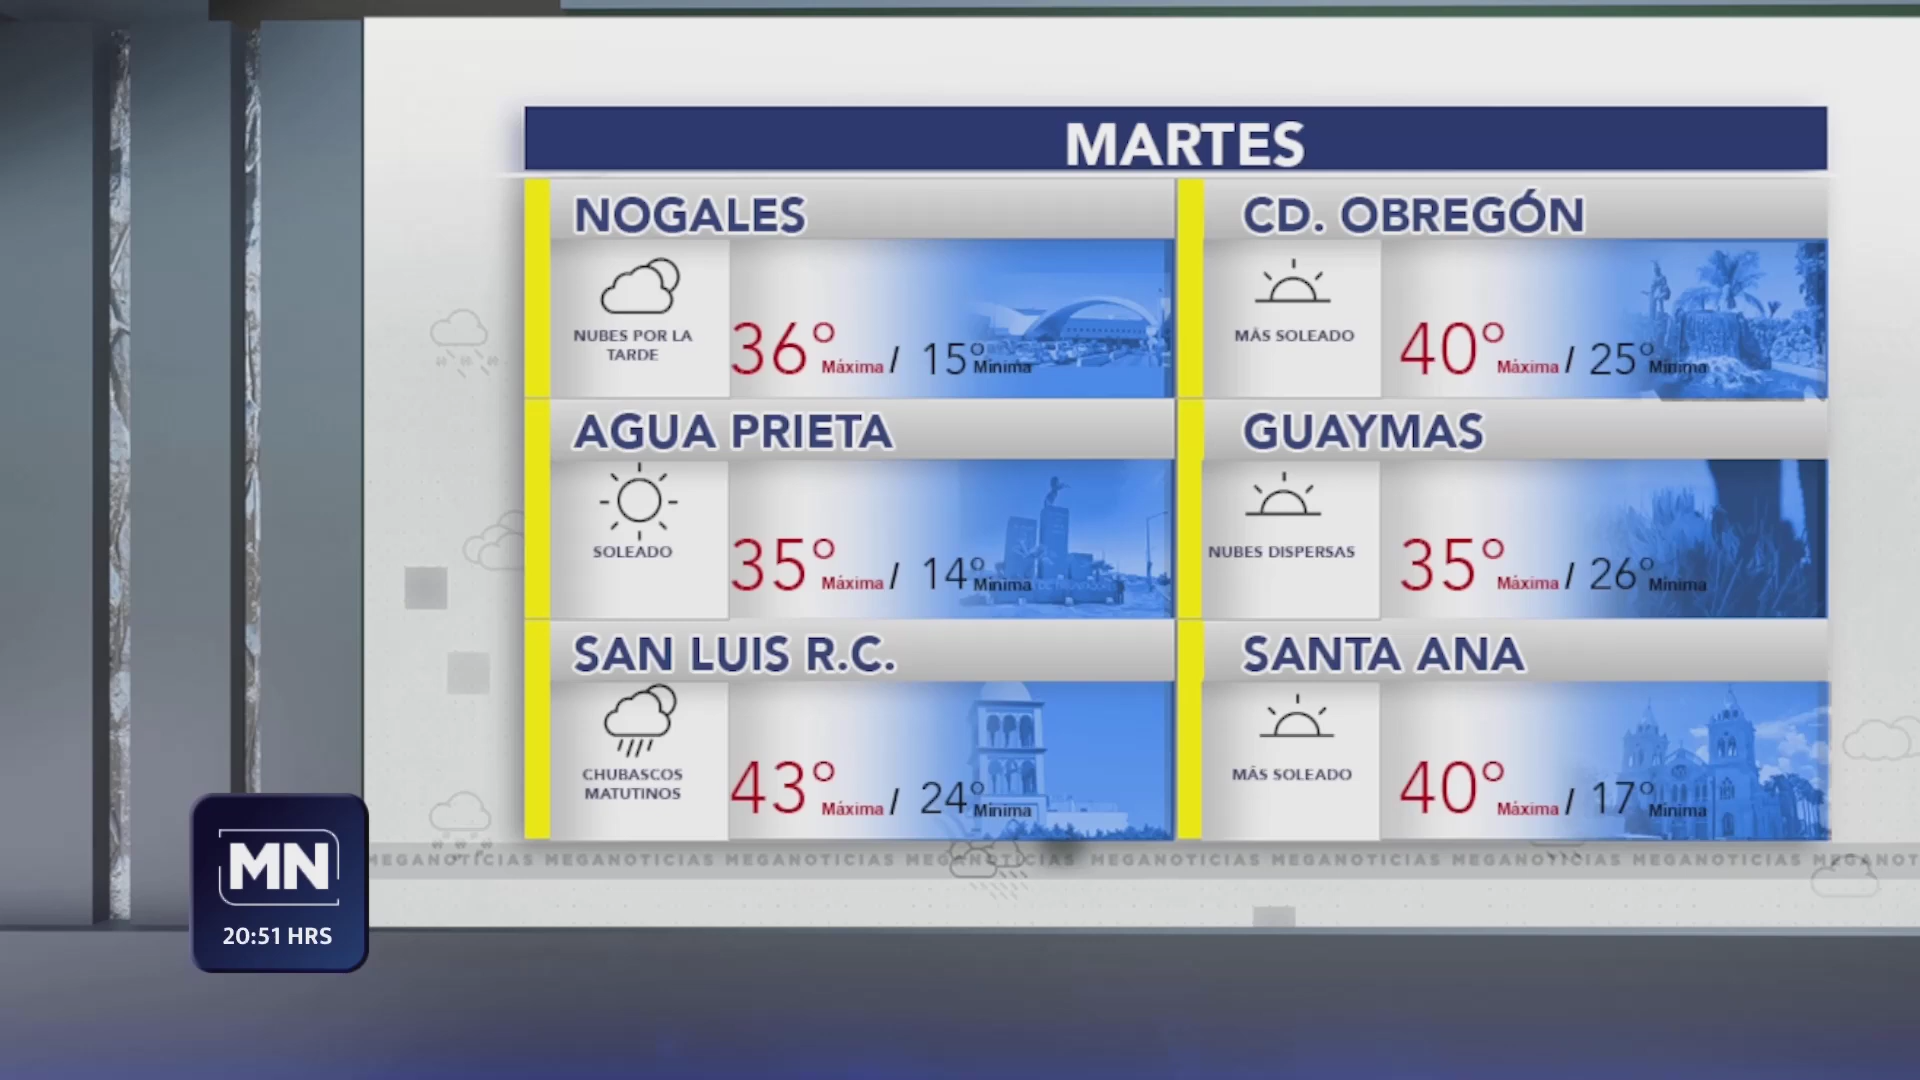 MARTES
NOGALES
NUBES POR LA
TARDE
36° Máxima / 15° Mínima
CD. OBREGÓN
MÁS SOLEADO
40° Máxima / 25° Mínima
AGUA PRIETA
SOLEADO
35° Máxima / 14° Mínima
GUAYMAS
NUBES DISPERSAS
35° Máxima / 26° Mínima
SAN LUIS R.C.
CHUBASCOS
MATUTINOS
43° Máxima / 24° Mínima
SANTA ANA
MÁS SOLEADO
40° Máxima / 17° Mínima
MEGANOTICIAS MEGANOTICIAS MEGANOTICIAS MEGANOTICIAS MEGANOTICIAS MEGANOTICIAS MEGANOTICIAS MEGANOTICIAS MEGANOT
MN
20:51 HRS